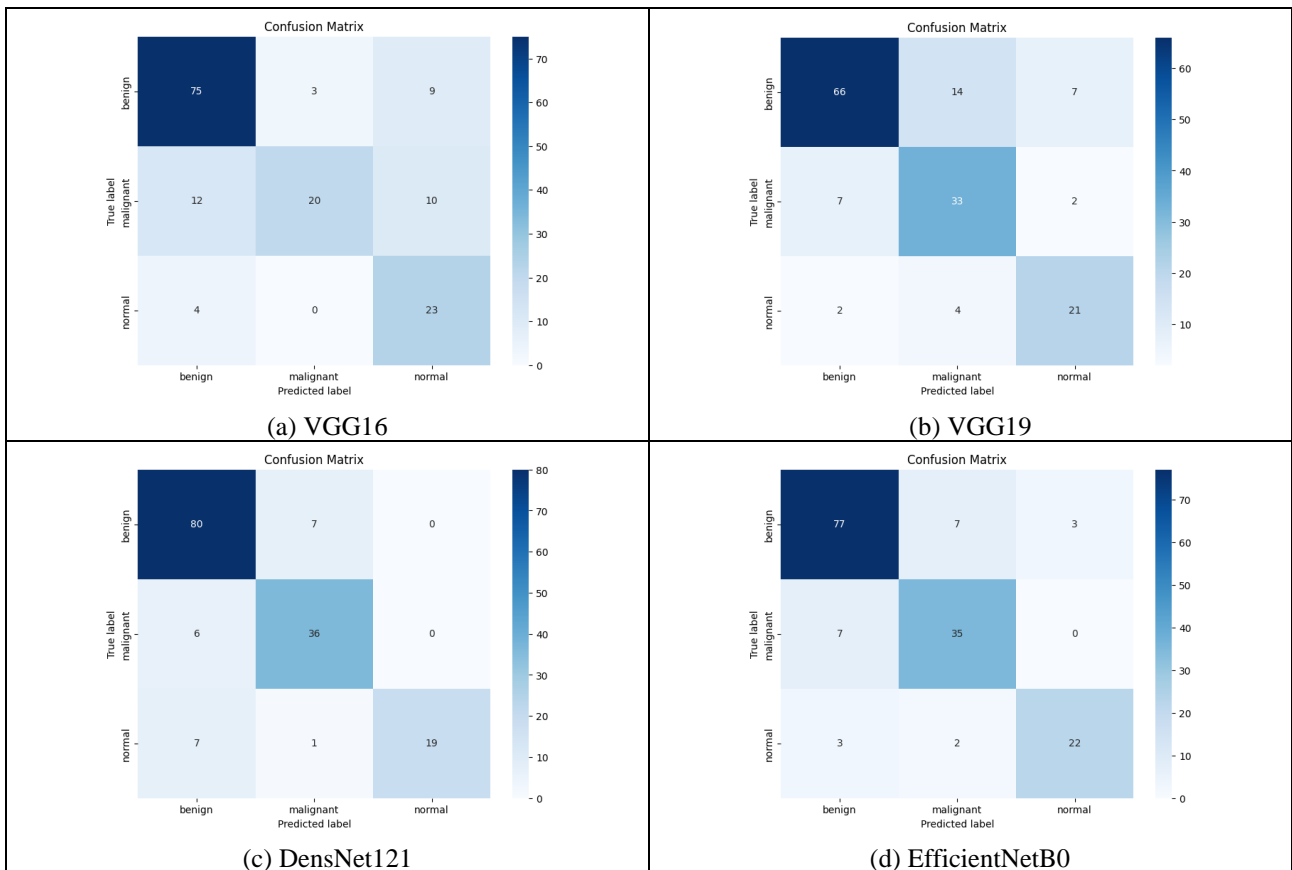 Confusion Matrix
70
60
50
40
30
20
10
0
benign
malignant
normal
True label
75 3 9
12 20 10
4 0 23
benign malignant normal
Predicted label
(a) VGG16
Confusion Matrix
60
50
40
30
20
10
benign
malignant
normal
True label
66 14 7
7 33 2
2 4 21
benign malignant normal
Predicted label
(b) VGG19
Confusion Matrix
80
70
60
50
40
30
20
10
0
benign
malignant
normal
True label
80 7 0
6 36 0
7 1 19
benign malignant normal
Predicted label
(c) DensNet121
Confusion Matrix
70
60
50
40
30
20
10
0
benign
malignant
normal
True label
77 7 3
7 35 0
3 2 22
benign malignant normal
Predicted label
(d) EfficientNetB0